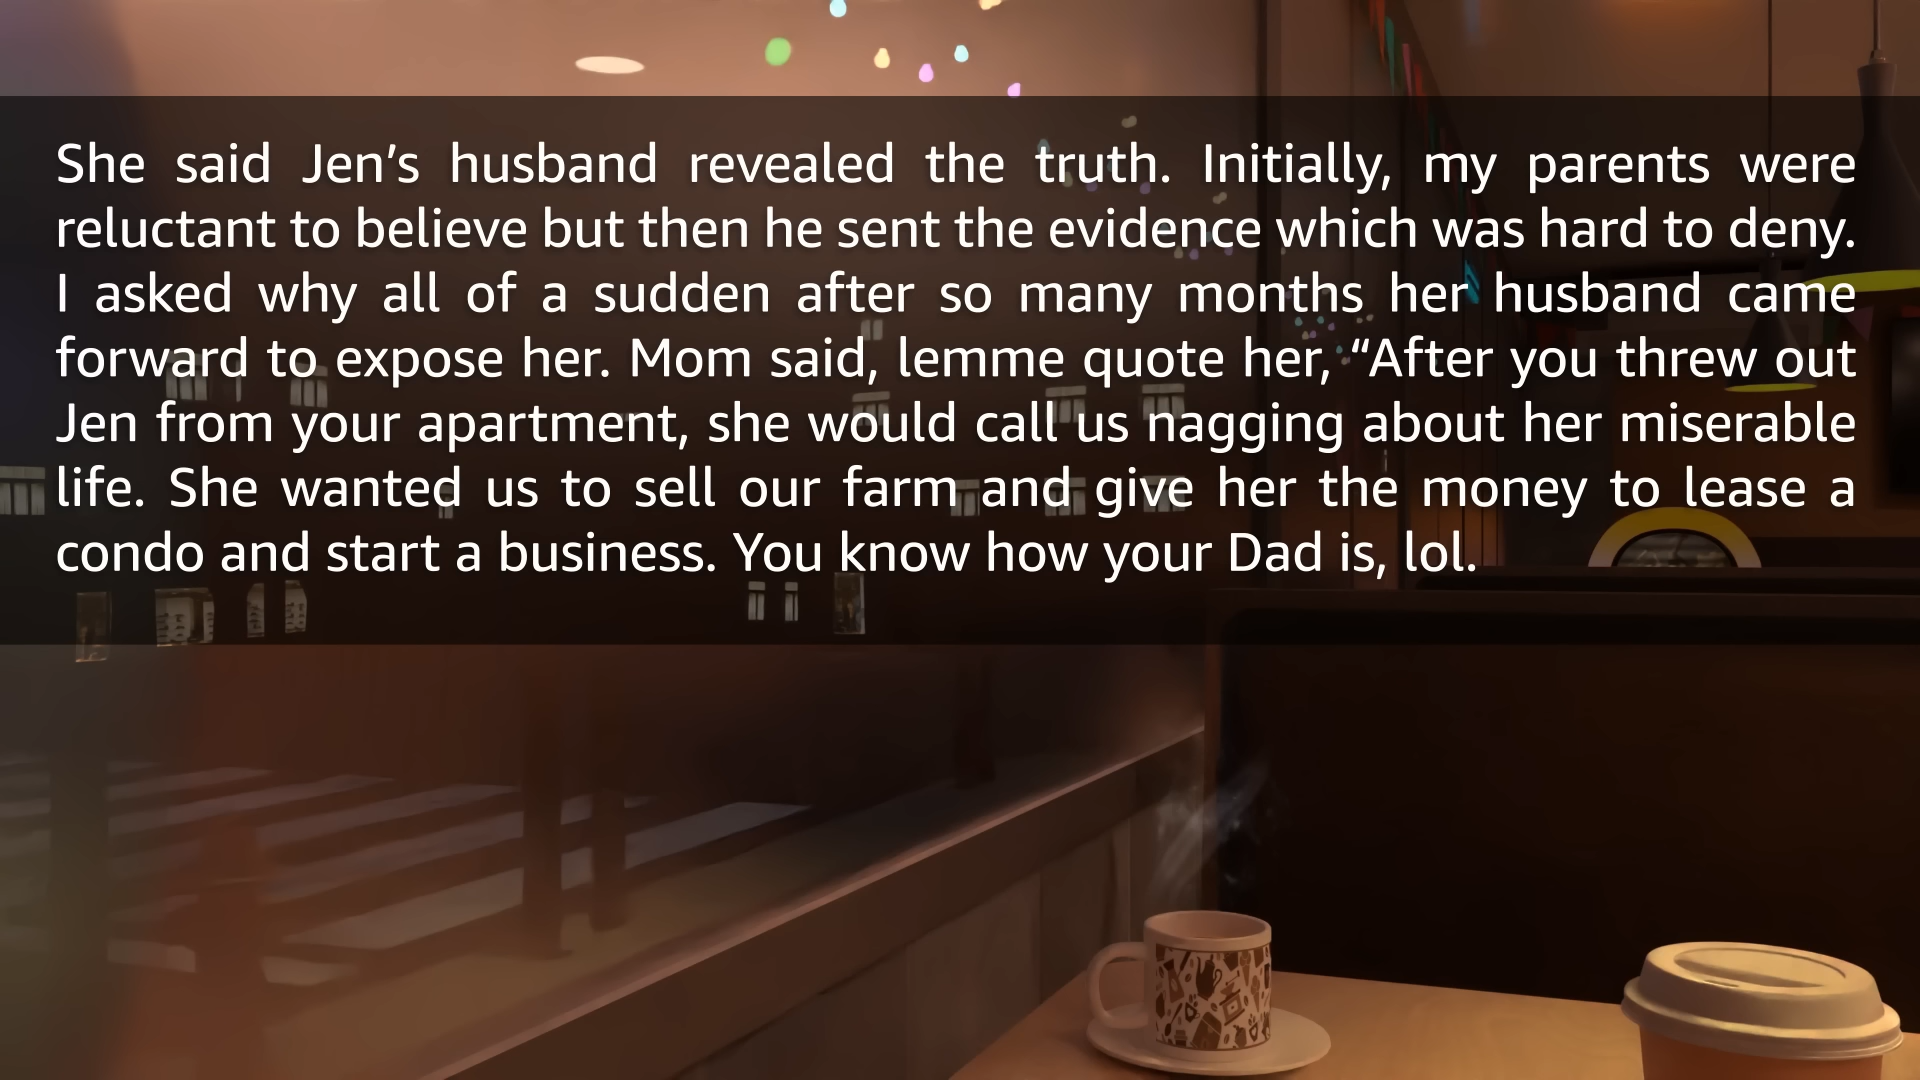 She said Jen’s husband revealed the truth. Initially, my parents were
reluctant to believe but then he sent the evidence which was hard to deny.
I asked why all of a sudden after so many months her husband came
forward to expose her. Mom said, lemme quote her, “After you threw out
Jen from your apartment, she would call us nagging about her miserable
life. She wanted us to sell our farm and give her the money to lease a
condo and start a business. You know how your Dad is, lol.